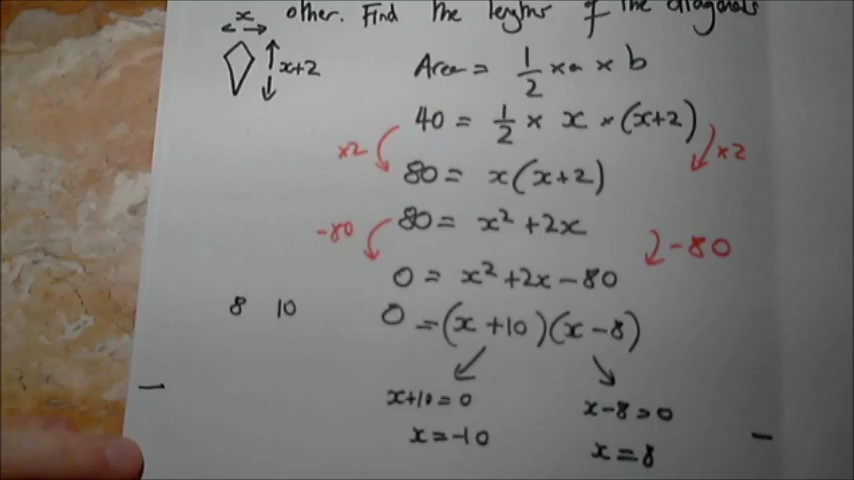 other. Find the lengths of the diagonals
x
x+2
Area = 1/2 × a × b
40 = 1/2 × x × (x+2)
×2
×2
80 = x(x+2)
80 = x² + 2x
-80
-80
0 = x² + 2x - 80
8 10
0 = (x + 10)(x - 8)
x+10 = 0
x-8 = 0
x = -10
x = 8